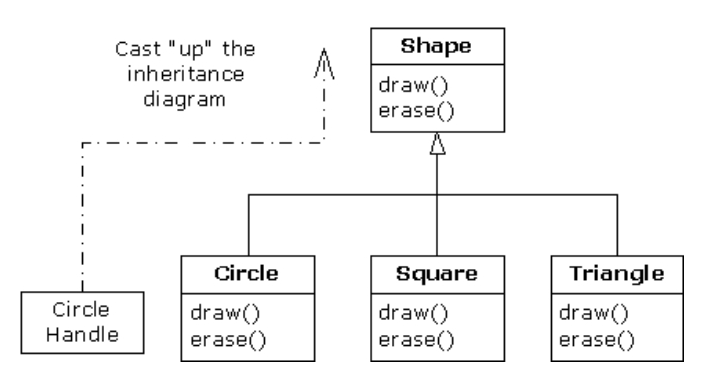 Cast "up" the
inheritance
diagram
Shape
draw()
erase()
Circle
Handle
Circle
draw()
erase()
Square
draw()
erase()
Triangle
draw()
erase()